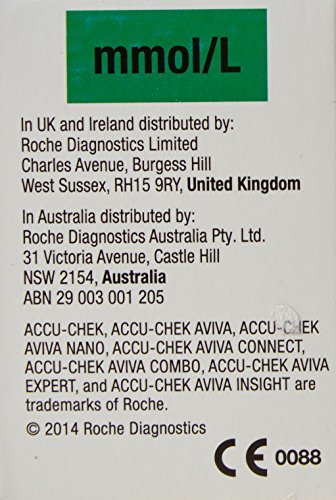 mmol/L
In UK and Ireland distributed by:
Roche Diagnostics Limited
Charles Avenue, Burgess Hill
West Sussex, RH15 9RY, United Kingdom
In Australia distributed by:
Roche Diagnostics Australia Pty. Ltd.
31 Victoria Avenue, Castle Hill
NSW 2154, Australia
ABN 29 003 001 205
ACCU-CHEK, ACCU-CHEK AVIVA, ACCU-CHEK
AVIVA NANO, ACCU-CHEK AVIVA CONNECT,
ACCU-CHEK AVIVA COMBO, ACCU-CHEK AVIVA
EXPERT, and ACCU-CHEK AVIVA INSIGHT are
trademarks of Roche.
© 2014 Roche Diagnostics
CE 0088